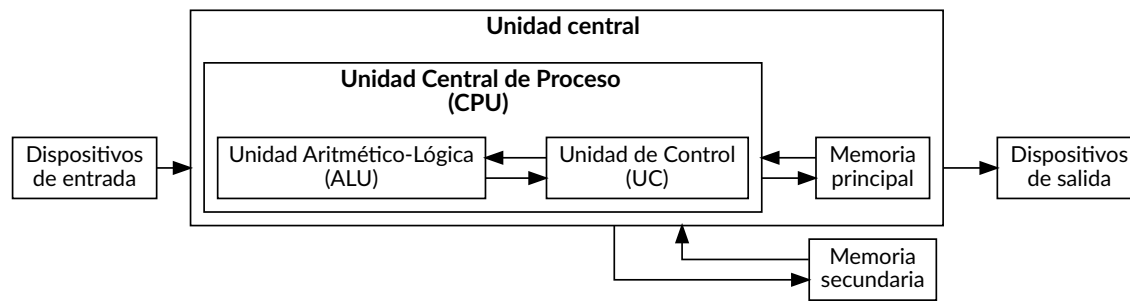 Unidad central
Unidad Central de Proceso
(CPU)
Dispositivos
de entrada
Unidad Aritmético-Lógica
(ALU)
Unidad de Control
(UC)
Memoria
principal
Dispositivos
de salida
Memoria
secundaria